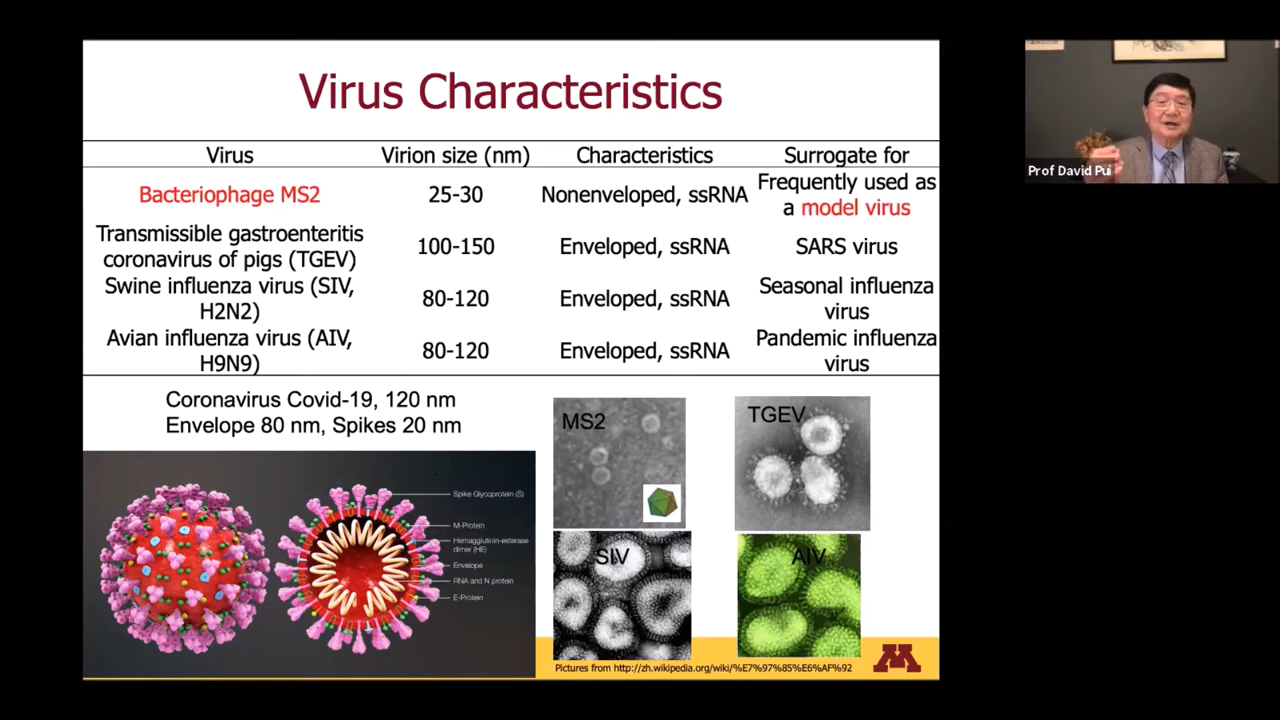 Virus Characteristics
Virus Virion size (nm) Characteristics Surrogate for
Bacteriophage MS2 25-30 Nonenveloped, ssRNA Frequently used as
a model virus
Transmissible gastroenteritis
coronavirus of pigs (TGEV) 100-150 Enveloped, ssRNA SARS virus
Swine influenza virus (SIV,
H2N2) 80-120 Enveloped, ssRNA Seasonal influenza
virus
Avian influenza virus (AIV,
H9N9) 80-120 Enveloped, ssRNA Pandemic influenza
virus
Coronavirus Covid-19, 120 nm
Envelope 80 nm, Spikes 20 nm
Spike Glycoprotein (S)
M-Protein
Hemagglutinin-esterase
dimer (HE)
Envelope
RNA and N protein
E-Protein
MS2
TGEV
SIV
AIV
Pictures from http://zh.wikipedia.org/wiki/%E7%97%85%E6%AF%92
M
Prof David Pui